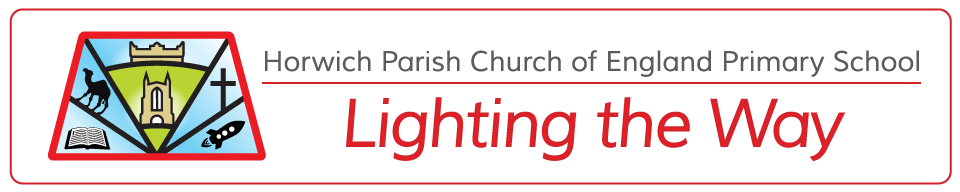 Horwich Parish Church of England Primary School
Lighting the Way